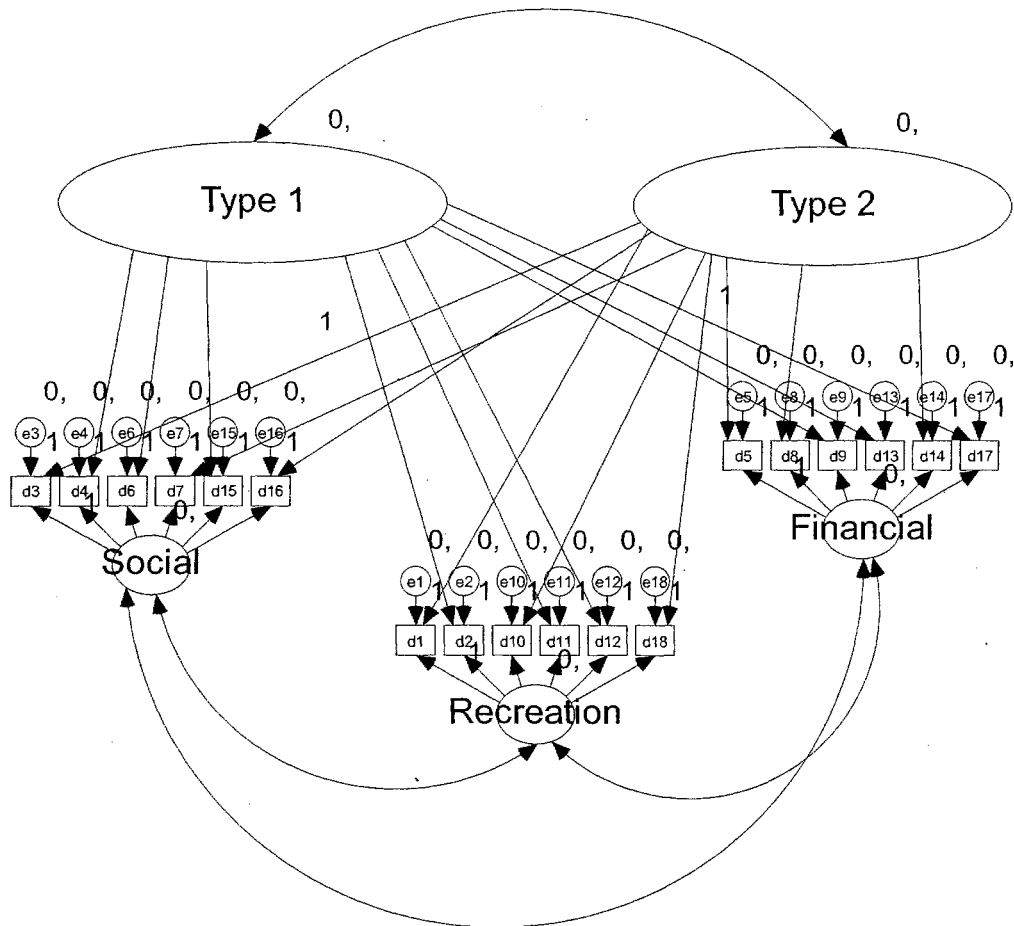 0, 0,
Type 1 Type 2
1 1
0, 0, 0, 0, 0, 0,
e5 e8 e9 e13 e14 e17
1 1 1 1 1 1
0, 0, 0, 0, 0, 0,
e3 e4 e6 e7 e15 e16
1 1 1 1 1 1
d5 d8 d9 d13 d14 d17
1 0,
d3 d4 d6 d7 d15 d16
1 0,
Financial
Social
0, 0, 0, 0, 0, 0,
e1 e2 e10 e11 e12 e18
1 1 1 1 1 1
d1 d2 d10 d11 d12 d18
1 0,
Recreation